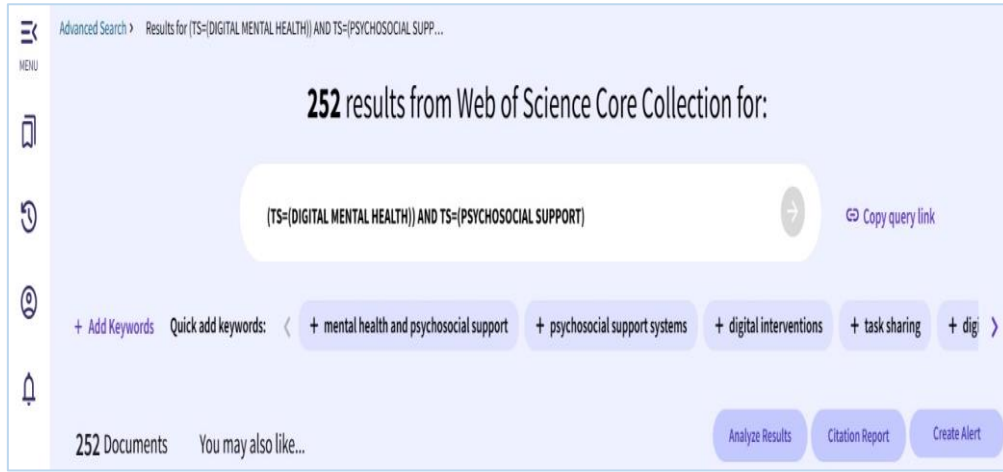 MENU
Advanced Search › Results for (TS=(DIGITAL MENTAL HEALTH)) AND TS=(PSYCHOSOCIAL SUPP...
252 results from Web of Science Core Collection for:
(TS=(DIGITAL MENTAL HEALTH)) AND TS=(PSYCHOSOCIAL SUPPORT)
Copy query link
+ Add Keywords Quick add keywords: + mental health and psychosocial support + psychosocial support systems + digital interventions + task sharing + digi
252 Documents You may also like... Analyze Results Citation Report Create Alert